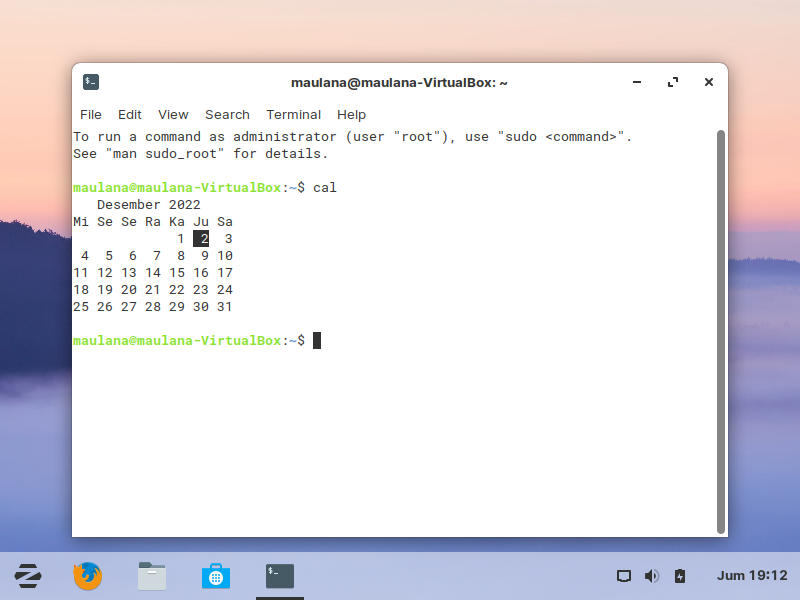 maulana@maulana-VirtualBox: ~
File Edit View Search Terminal Help
To run a command as administrator (user "root"), use "sudo <command>".
See "man sudo_root" for details.
maulana@maulana-VirtualBox:~$ cal
Desember 2022
Mi Se Se Ra Ka Ju Sa
1 2 3
4 5 6 7 8 9 10
11 12 13 14 15 16 17
18 19 20 21 22 23 24
25 26 27 28 29 30 31
maulana@maulana-VirtualBox:~$
Jum 19:12